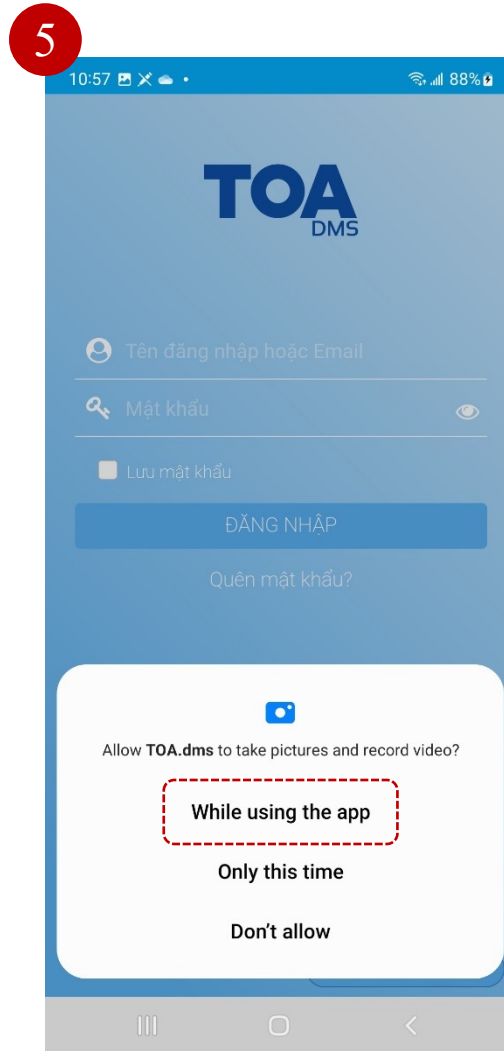 5
10:57
88%
TOA
DMS
Tên đăng nhập hoặc Email
Mật khẩu
Lưu mật khẩu
ĐĂNG NHẬP
Quên mật khẩu?
Allow TOA.dms to take pictures and record video?
While using the app
Only this time
Don't allow